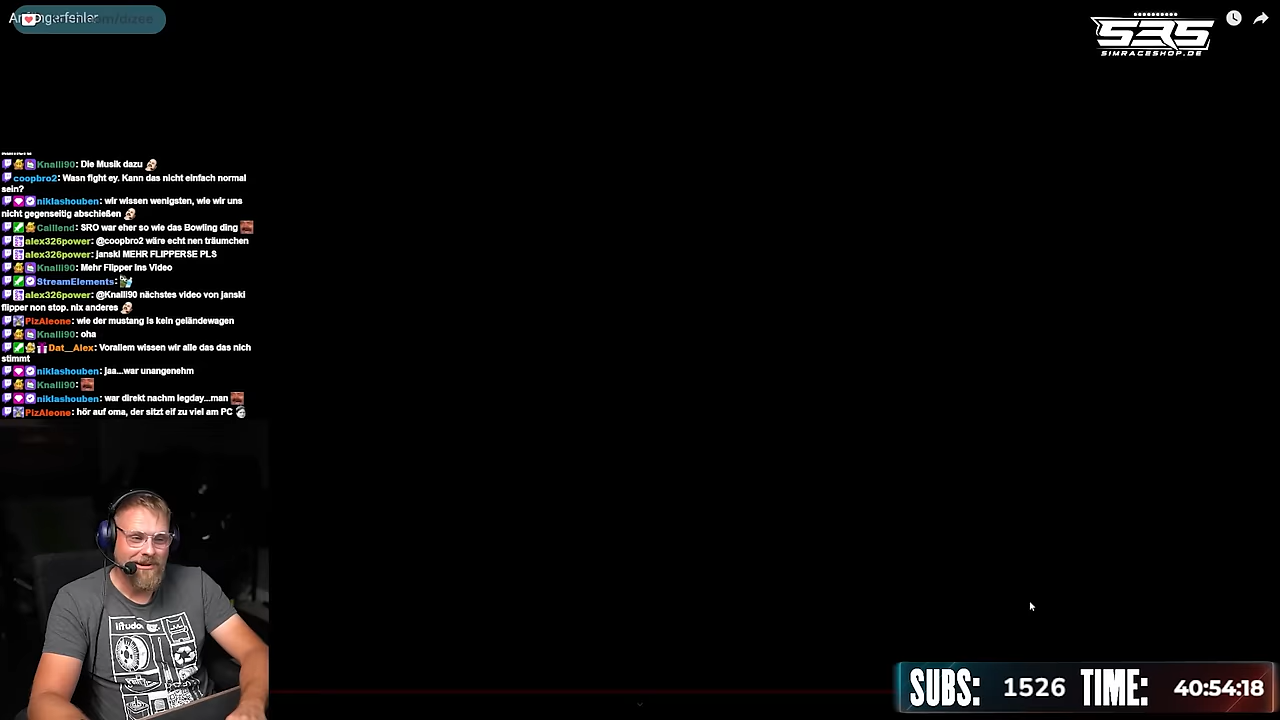 SRS
SIMRACESHOP.DE
Knalli90: Die Musik dazu
coopbro2: Wasn fight ey. Kann das nicht einfach normal
sein?
niklashouben: wir wissen wenigsten, wie wir uns
nicht gegenseitig abschießen
Calllend: SRO war eher so wie das Bowling ding
alex326power: @coopbro2 wäre echt nen träumchen
alex326power: janski MEHR FLIPPERSE PLS
Knalli90: Mehr Flipper ins Video
StreamElements:
alex326power: @Knalli90 nächstes video von janski
flipper non stop. nix anderes
PizAleone: wie der mustang is kein geländewagen
Knalli90: oha
Dat__Alex: Vorallem wissen wir alle das das nich
stimmt
niklashouben: jaa...war unangenehm
Knalli90:
niklashouben: war direkt nachm legday...man
PizAleone: hör auf oma, der sitzt eif zu viel am PC
SUBS: 1526 TIME: 40:54:18